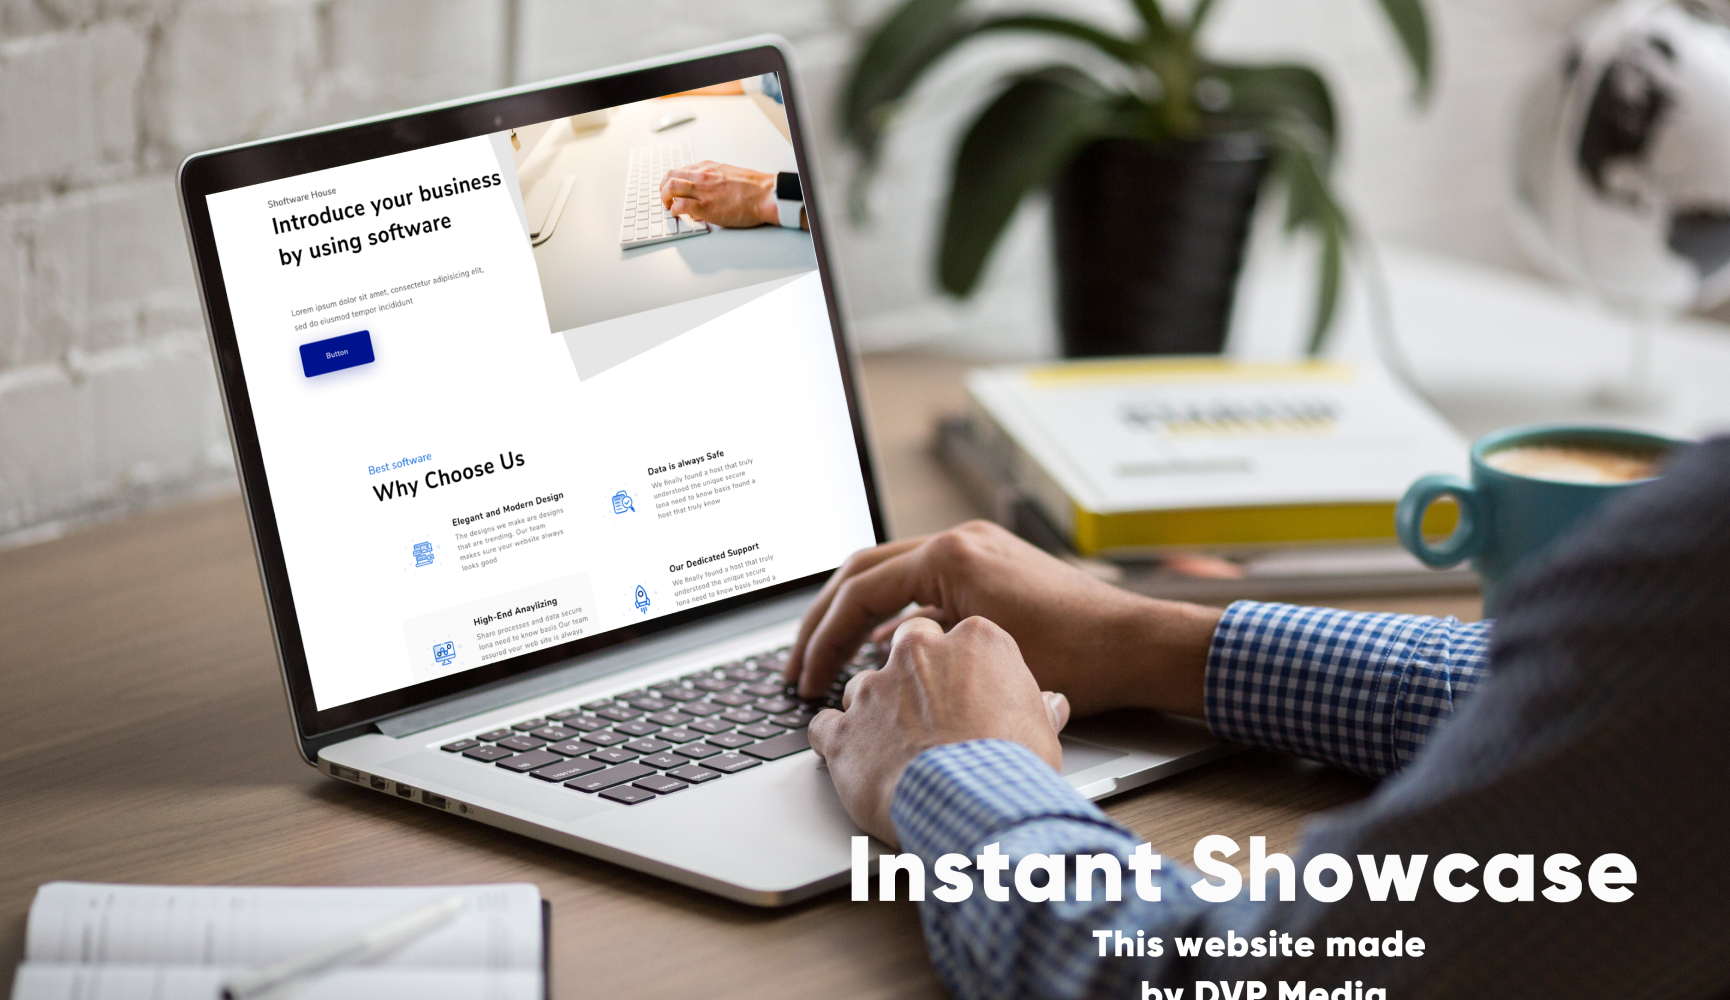 Shoftware House
Introduce your business
by using software
Lorem ipsum dolor sit amet, consectetur adipisicing elit,
sed do eiusmod tempor incididunt
Button
Best software
Why Choose Us
Elegant and Modern Design
The designs we make are designs
that are trending. Our team
makes sure your website always
looks good
Data is always Safe
We finally found a host that truly
understood the unique secure
Iona need to know basis found a
host that truly know
High-End Anaylizing
Share processes and data secure
Iona need to know basis Our team
assured your web site is always
Our Dedicated Support
We finally found a host that truly
understood the unique secure
Iona need to know basis found a
STARTUP
Instant Showcase
This website made
by DVP Media